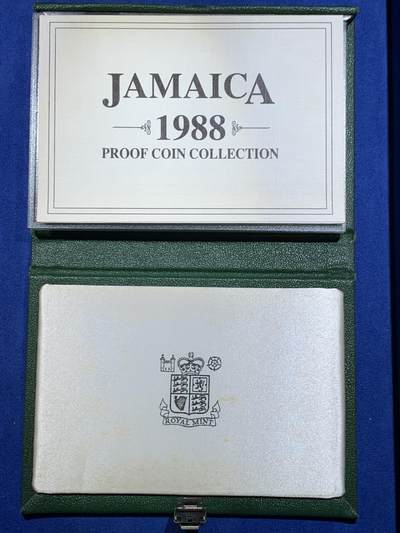 JAMAICA
1988
PROOF COIN COLLECTION
ROYAL MINT